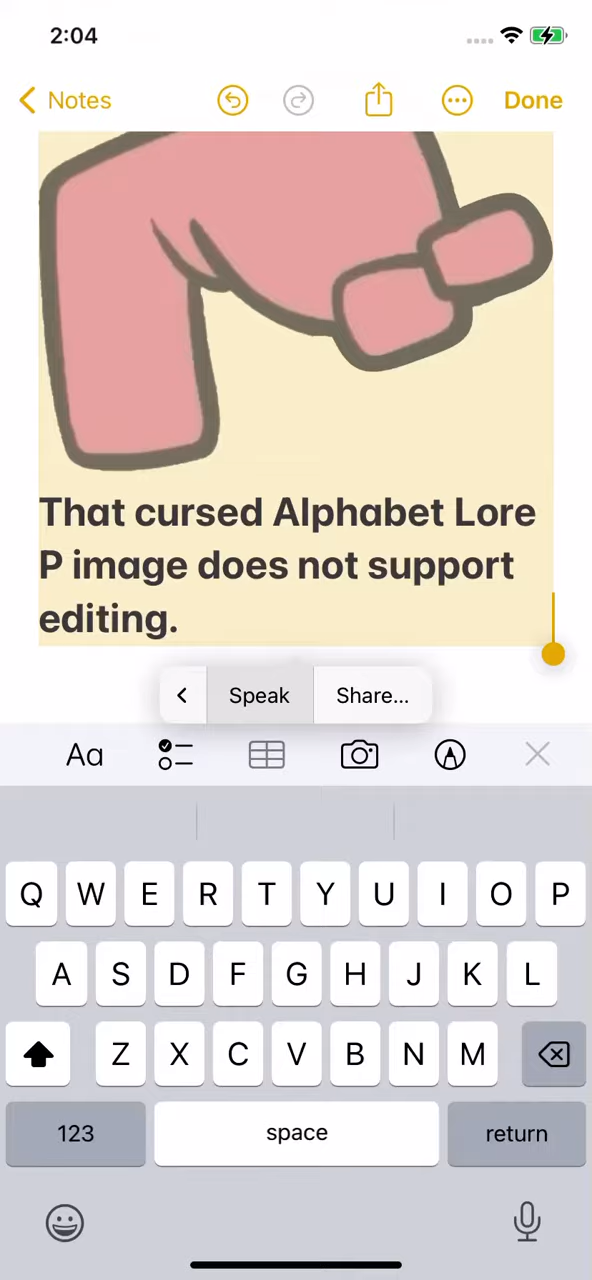 2:04
Notes
Done
That cursed Alphabet Lore
P image does not support
editing.
Speak
Share...
Aa
Q W E R T Y U I O P
A S D F G H J K L
Z X C V B N M
123
space
return